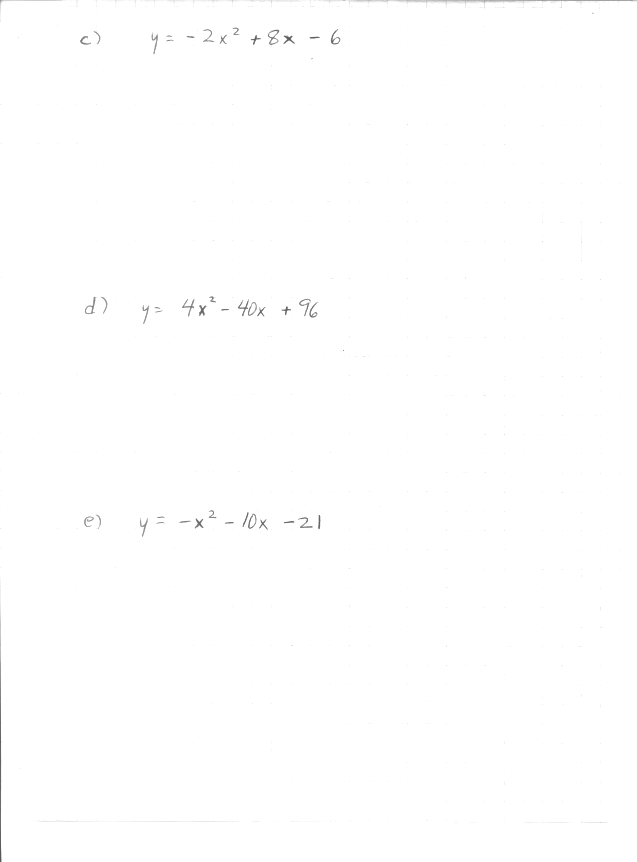 c) y = -2x² + 8x - 6
d) y = 4x² - 40x + 96
e) y = -x² - 10x - 21